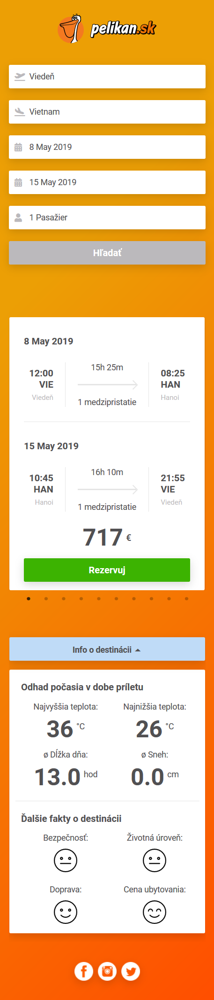 pelikan.sk
Viedeň
Vietnam
8 May 2019
15 May 2019
1 Pasažier
Hľadať
8 May 2019
12:00
VIE
Viedeň
15h 25m
1 medzipristatie
08:25
HAN
Hanoi
15 May 2019
10:45
HAN
Hanoi
16h 10m
1 medzipristatie
21:55
VIE
Viedeň
717 €
Rezervuj
Info o destinácii
Odhad počasia v dobe príletu
Najvyššia teplota: Najnižšia teplota:
36 °C 26 °C
ø Dĺžka dňa: ø Sneh:
13.0 hod 0.0 cm
Ďalšie fakty o destinácii
Bezpečnosť: Životná úroveň:
Doprava: Cena ubytovania: